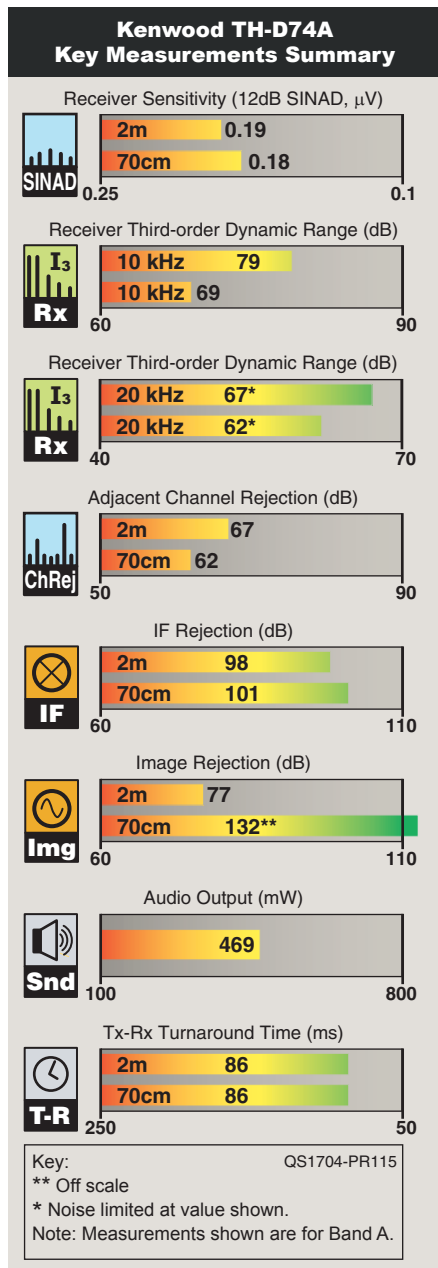 Kenwood TH-D74A
Key Measurements Summary
Receiver Sensitivity (12dB SINAD, μV)
SINAD
2m 0.19
70cm 0.18
0.25 0.1
Receiver Third-order Dynamic Range (dB)
I3
Rx
10 kHz 79
10 kHz 69
60 90
Receiver Third-order Dynamic Range (dB)
I3
Rx
20 kHz 67*
20 kHz 62*
40 70
Adjacent Channel Rejection (dB)
ChRej
2m 67
70cm 62
50 90
IF Rejection (dB)
IF
2m 98
70cm 101
60 110
Image Rejection (dB)
Img
2m 77
70cm 132**
60 110
Audio Output (mW)
Snd
469
100 800
Tx-Rx Turnaround Time (ms)
T-R
2m 86
70cm 86
250 50
Key: QS1704-PR115
** Off scale
* Noise limited at value shown.
Note: Measurements shown are for Band A.